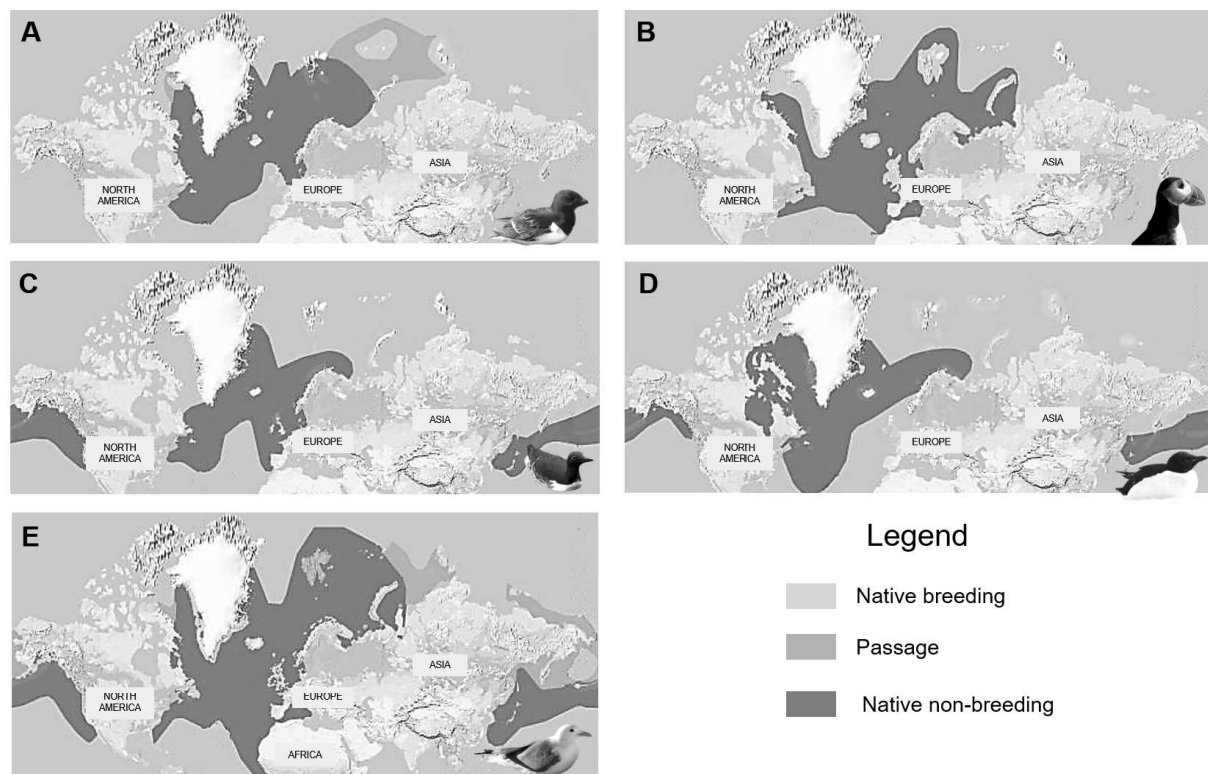 A
NORTH
AMERICA
EUROPE
ASIA
B
NORTH
AMERICA
EUROPE
ASIA
C
NORTH
AMERICA
EUROPE
ASIA
D
NORTH
AMERICA
EUROPE
ASIA
E
NORTH
AMERICA
EUROPE
ASIA
AFRICA
Legend
Native breeding
Passage
Native non-breeding